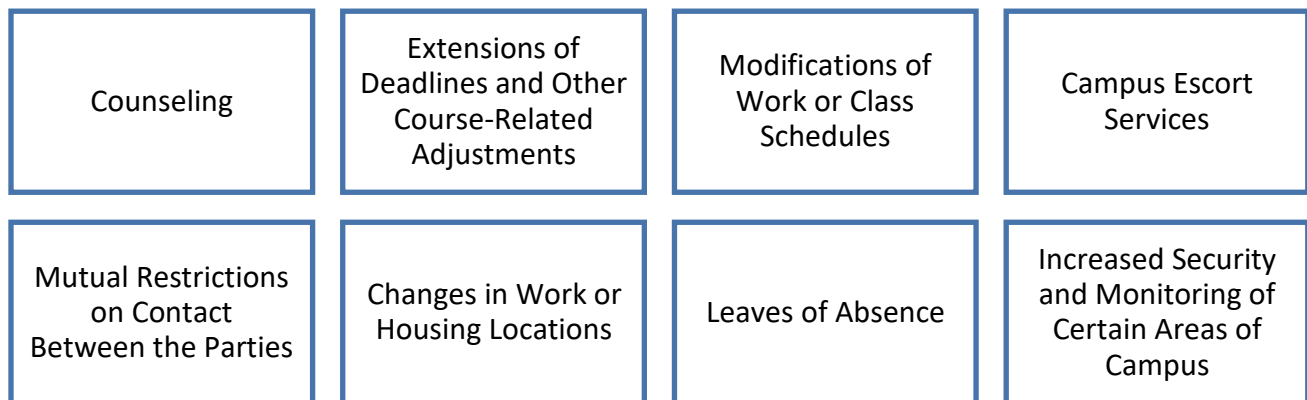 Counseling
Extensions of
Deadlines and Other
Course-Related
Adjustments
Modifications of
Work or Class
Schedules
Campus Escort
Services
Mutual Restrictions
on Contact
Between the Parties
Changes in Work or
Housing Locations
Leaves of Absence
Increased Security
and Monitoring of
Certain Areas of
Campus